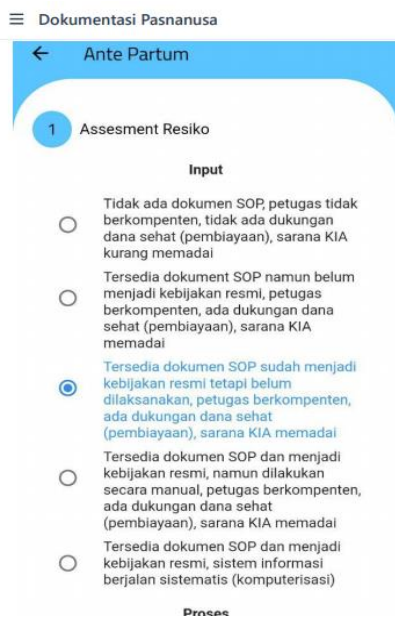 Dokumentasi Pasnanusa
Ante Partum
1 Assesment Resiko
Input
Tidak ada dokumen SOP, petugas tidak
berkompenten, tidak ada dukungan
dana sehat (pembiayaan), sarana KIA
kurang memadai
Tersedia dokument SOP namun belum
menjadi kebijakan resmi, petugas
berkompenten, ada dukungan dana
sehat (pembiayaan), sarana KIA
memadai
Tersedia dokumen SOP sudah menjadi
kebijakan resmi tetapi belum
dilaksanakan, petugas berkompenten,
ada dukungan dana sehat
(pembiayaan), sarana KIA memadai
Tersedia dokumen SOP dan menjadi
kebijakan resmi, namun dilakukan
secara manual, petugas berkompenten,
ada dukungan dana sehat
(pembiayaan), sarana KIA memadai
Tersedia dokumen SOP dan menjadi
kebijakan resmi, sistem informasi
berjalan sistematis (komputerisasi)
Proses